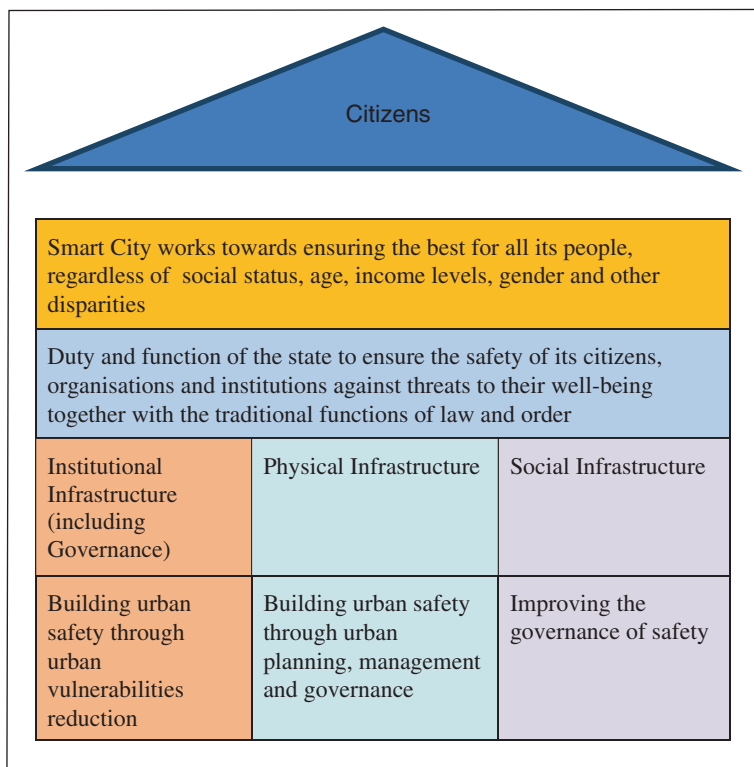 Citizens
Smart City works towards ensuring the best for all its people,
regardless of social status, age, income levels, gender and other
disparities
Duty and function of the state to ensure the safety of its citizens,
organisations and institutions against threats to their well-being
together with the traditional functions of law and order
Institutional
Infrastructure
(including
Governance)
Physical Infrastructure
Social Infrastructure
Building urban
safety through
urban
vulnerabilities
reduction
Building urban safety
through urban
planning, management
and governance
Improving the
governance of safety